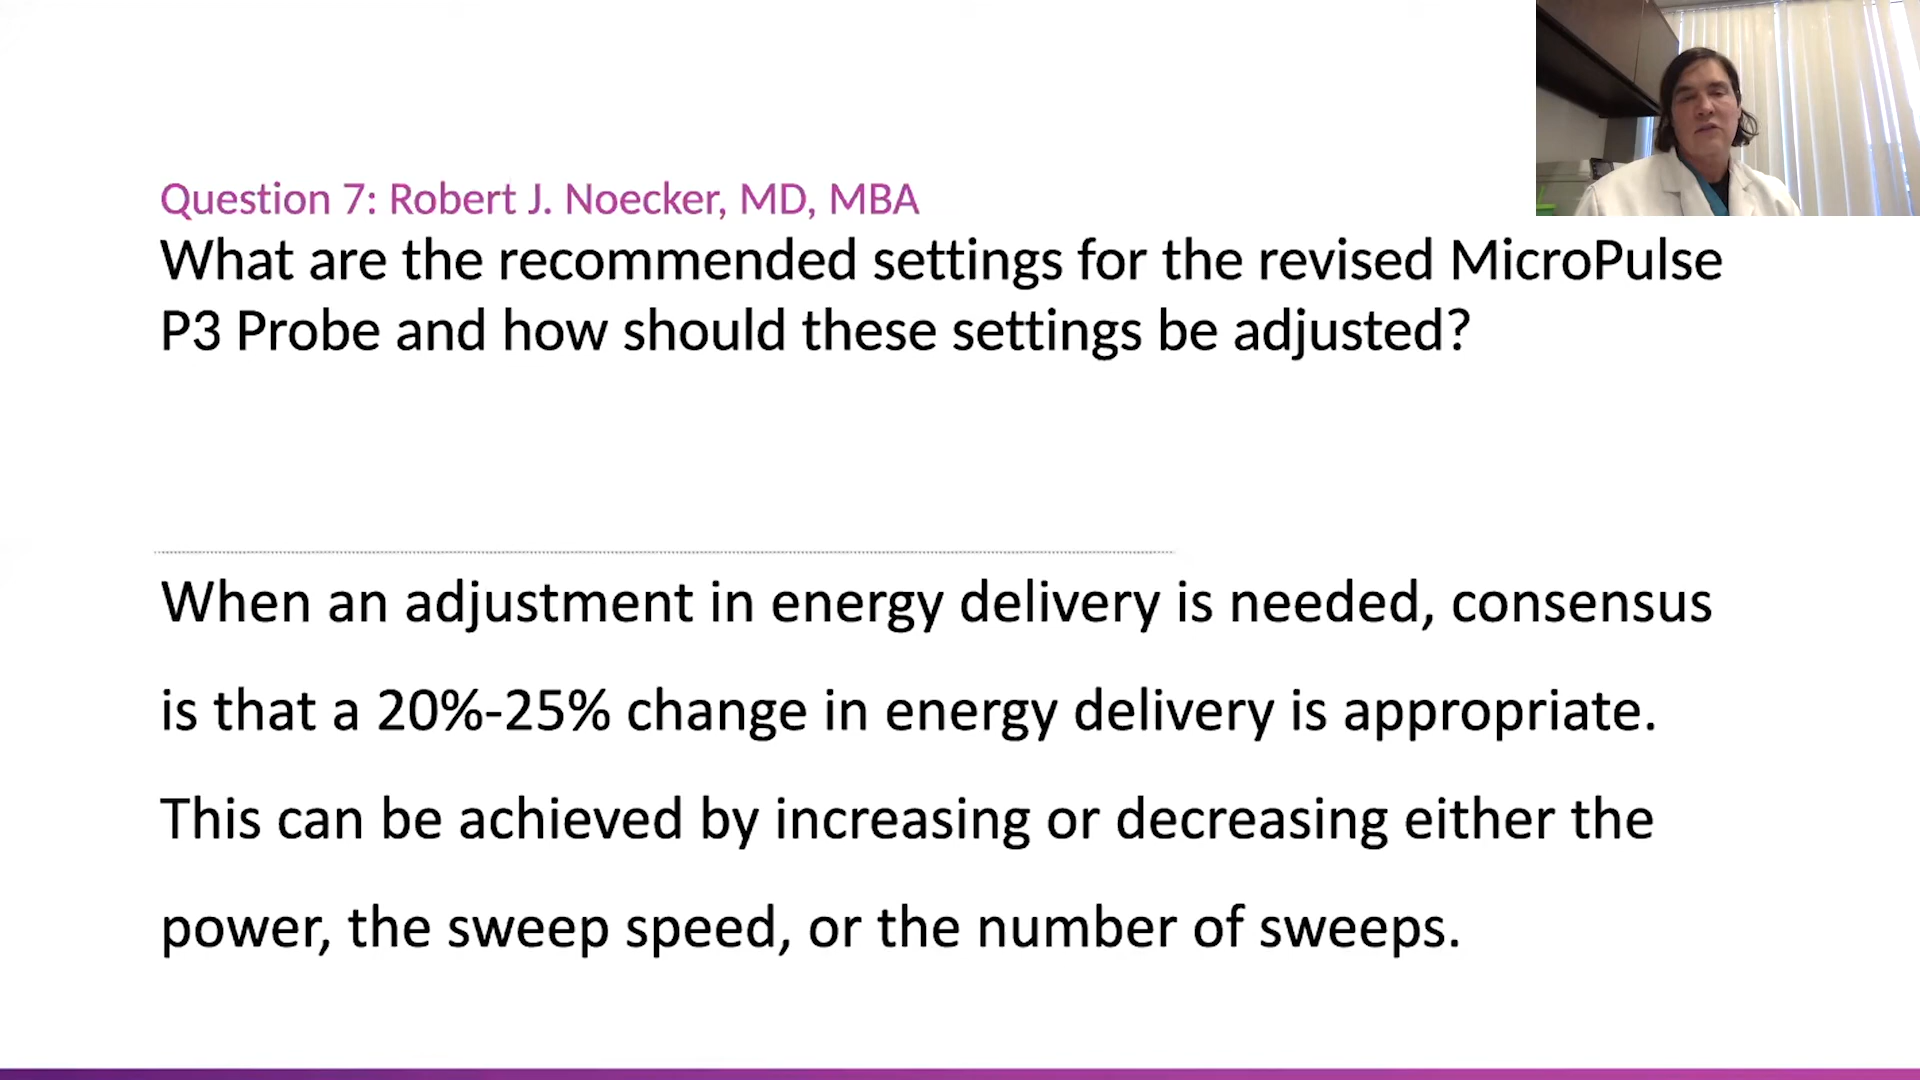 Question 7: Robert J. Noecker, MD, MBA
What are the recommended settings for the revised MicroPulse
P3 Probe and how should these settings be adjusted?
When an adjustment in energy delivery is needed, consensus
is that a 20%-25% change in energy delivery is appropriate.
This can be achieved by increasing or decreasing either the
power, the sweep speed, or the number of sweeps.